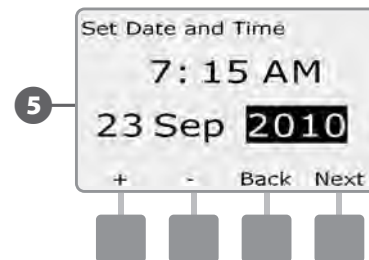 Set Date and Time
7: 15 AM
5
23 Sep 2010
+ - Back Next